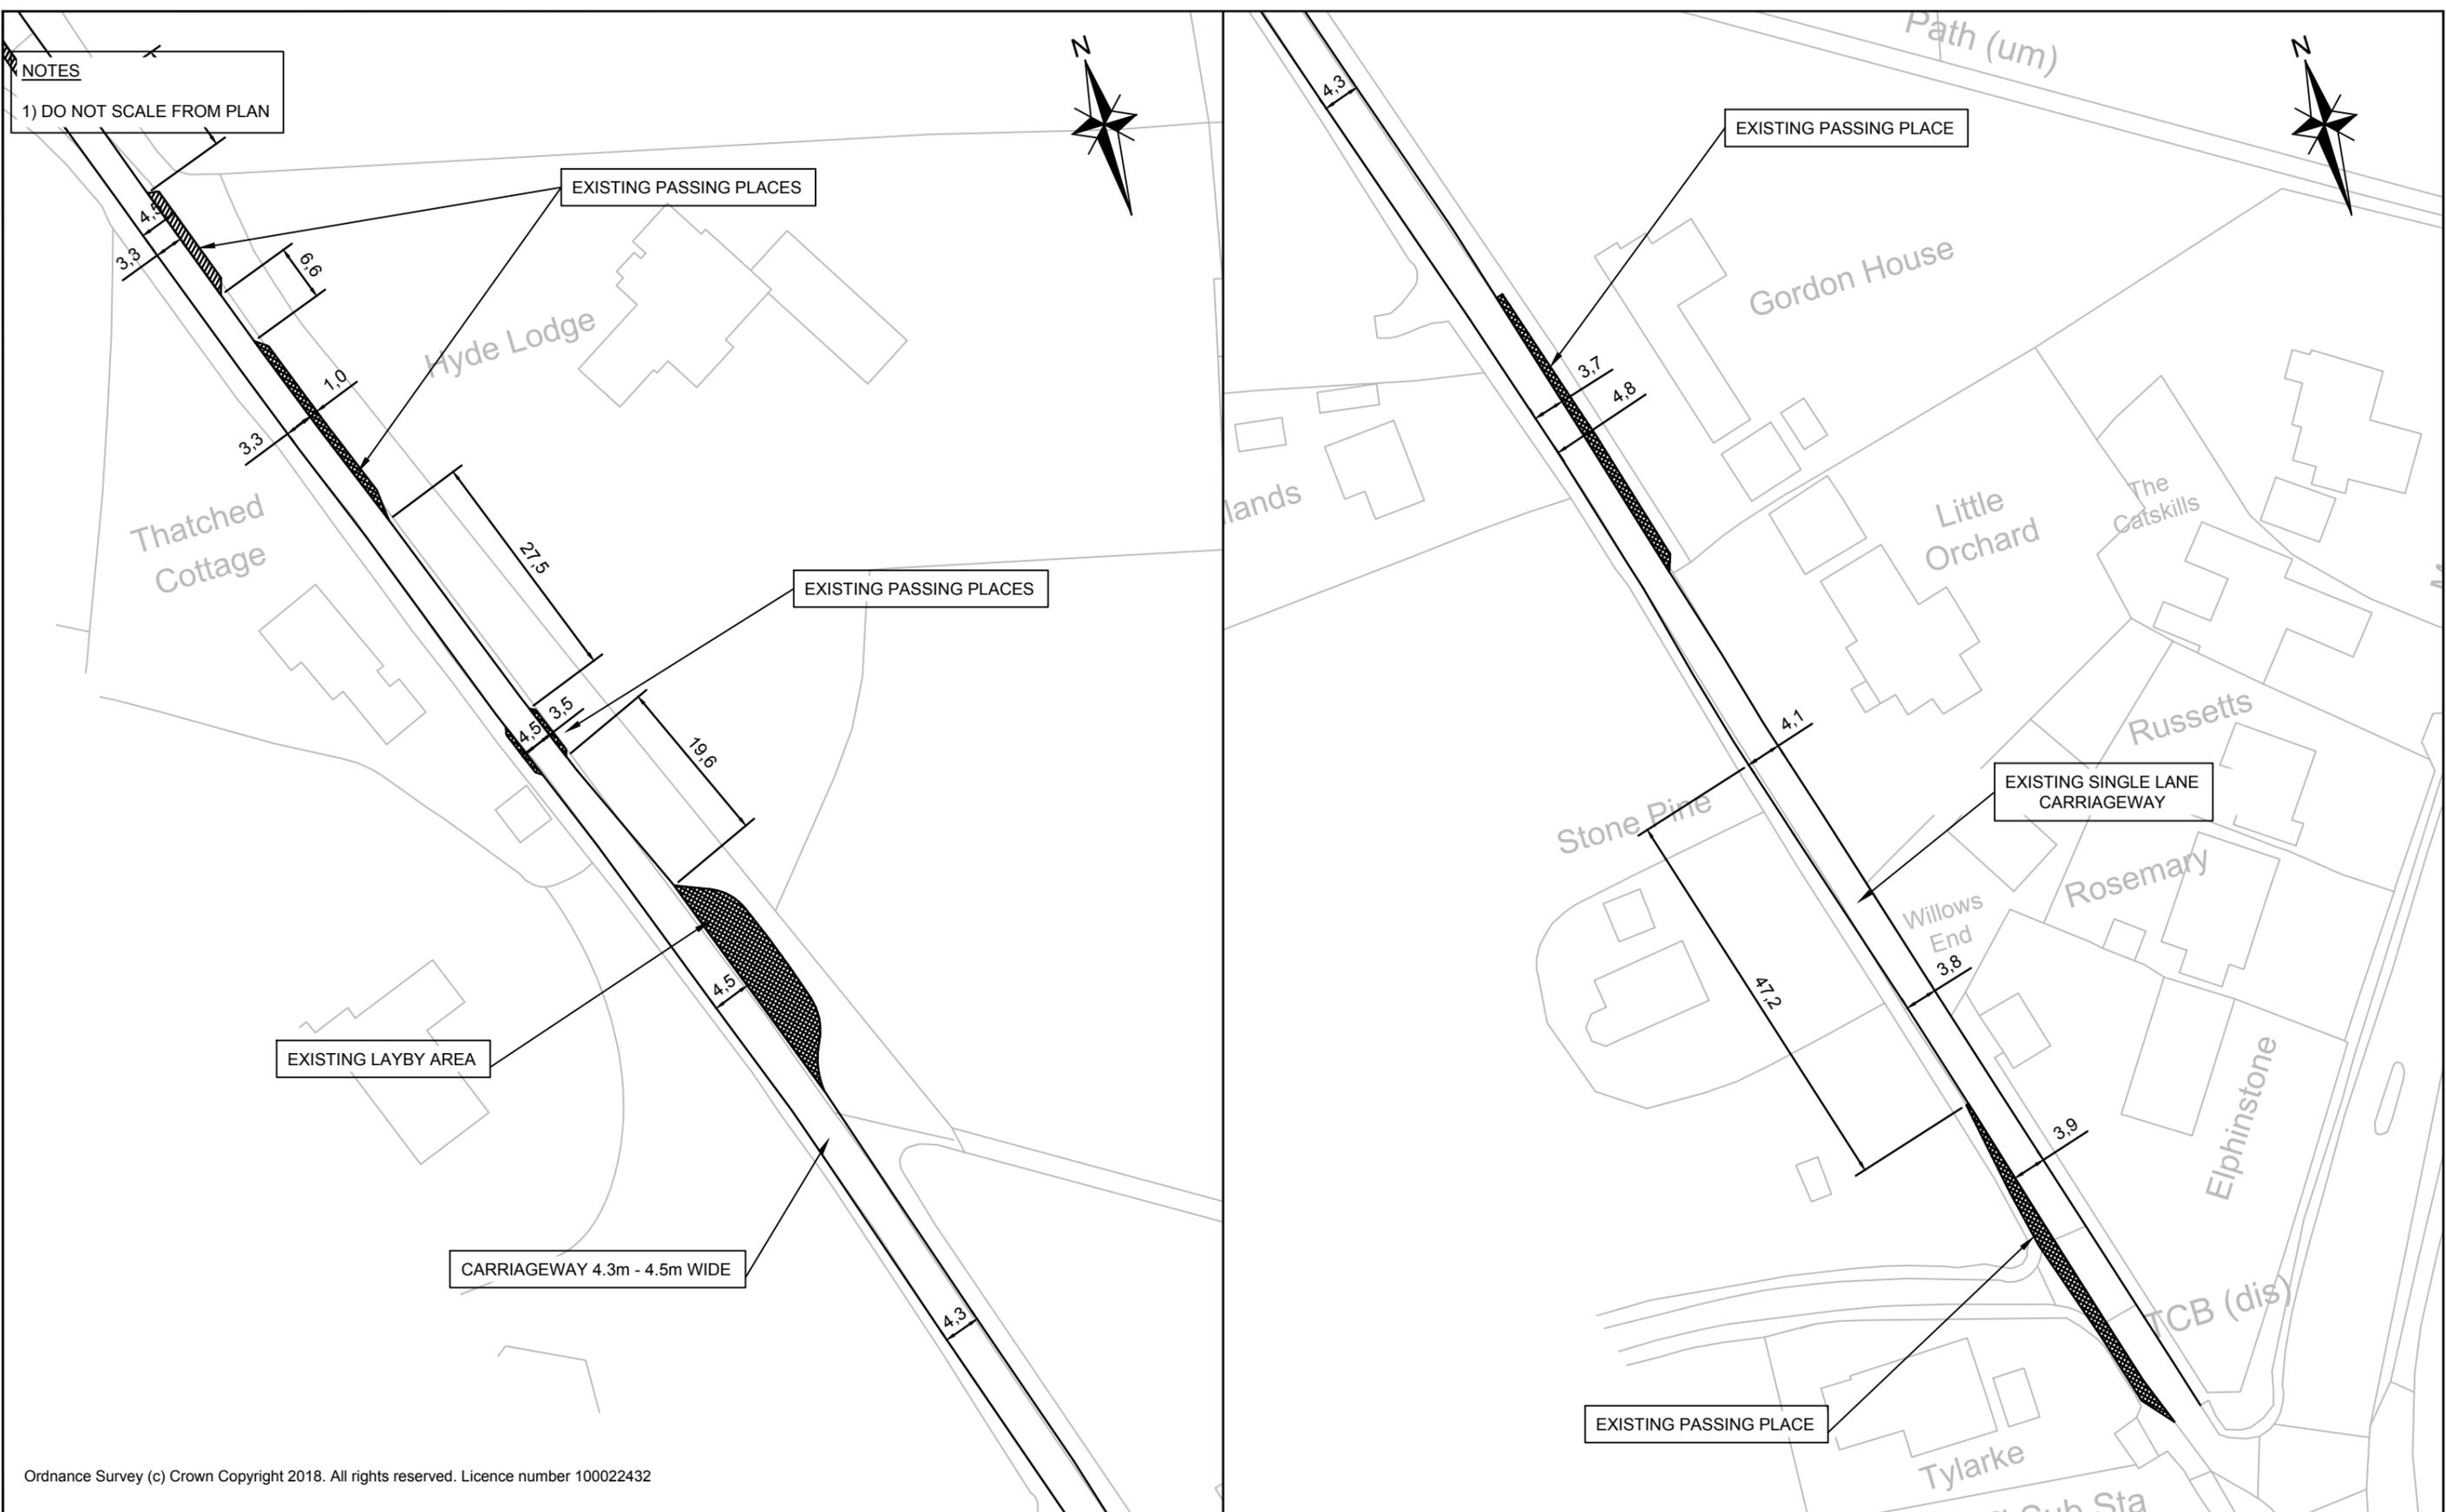 NOTES
1) DO NOT SCALE FROM PLAN
N
EXISTING PASSING PLACES
3,3
6,6
Hyde Lodge
1,0
3,3
Thatched
Cottage
27,5
EXISTING PASSING PLACES
3,5
4,5
19,6
4,5
EXISTING LAYBY AREA
CARRIAGEWAY 4.3m - 4.5m WIDE
4,3
Ordnance Survey (c) Crown Copyright 2018. All rights reserved. Licence number 100022432
Path (um)
N
4,3
EXISTING PASSING PLACE
Gordon House
3,7
4,8
lands
Little
Orchard
The
Catskills
4,1
Russetts
EXISTING SINGLE LANE
CARRIAGEWAY
Stone Pine
Rosemary
Willows
End
3,8
47,2
3,9
Elphinstone
TCB (dis)
EXISTING PASSING PLACE
Tylarke
Sub Sta